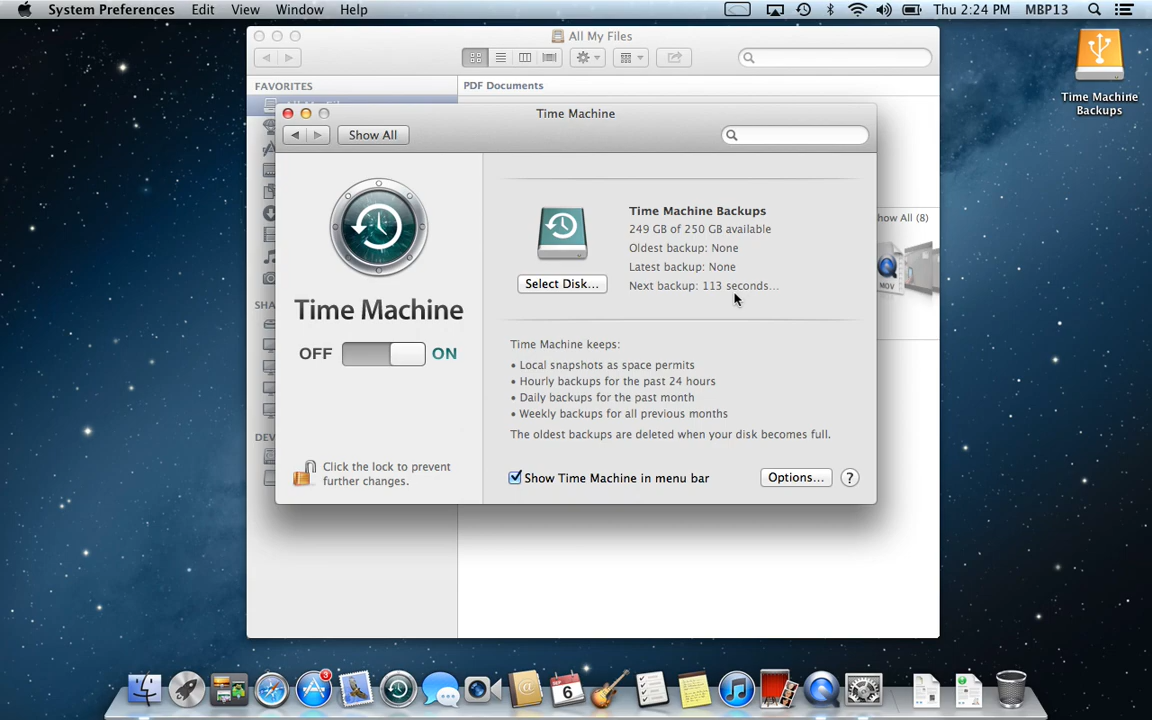 System Preferences Edit View Window Help
Thu 2:24 PM MBP13
All My Files
FAVORITES
PDF Documents
Time Machine Backups
Time Machine
Show All
Time Machine
OFF ON
Click the lock to prevent
further changes.
Select Disk...
Time Machine Backups
249 GB of 250 GB available
Oldest backup: None
Latest backup: None
Next backup: 113 seconds...
Time Machine keeps:
• Local snapshots as space permits
• Hourly backups for the past 24 hours
• Daily backups for the past month
• Weekly backups for all previous months
The oldest backups are deleted when your disk becomes full.
Show Time Machine in menu bar
Options... ?
how All (8)
MOV
SHA
DEV
3
6